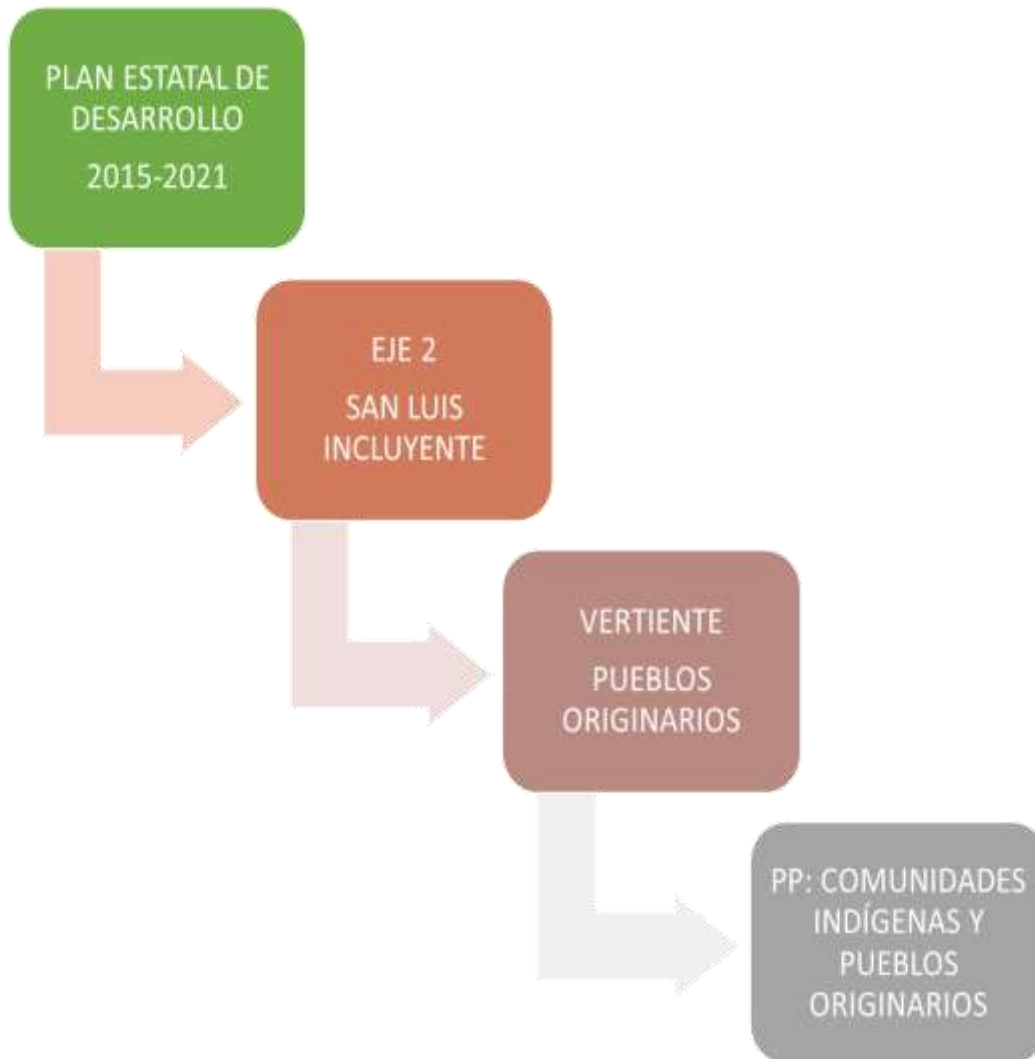 PLAN ESTATAL DE
DESARROLLO
2015-2021
EJE 2
SAN LUIS
INCLUYENTE
VERTIENTE
PUEBLOS
ORIGINARIOS
PP: COMUNIDADES
INDÍGENAS Y
PUEBLOS
ORIGINARIOS